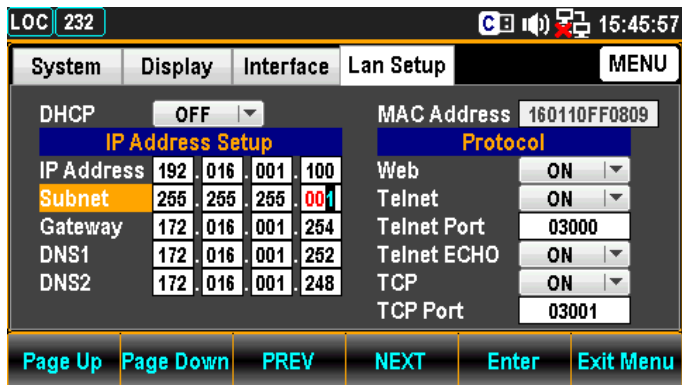 LOC 232 C 15:45:57
System Display Interface Lan Setup MENU
DHCP OFF MAC Address 160110FF0809
IP Address Setup Protocol
IP Address 192 . 016 . 001 . 100 Web ON
Subnet 255 . 255 . 255 . 001 Telnet ON
Gateway 172 . 016 . 001 . 254 Telnet Port 03000
DNS1 172 . 016 . 001 . 252 Telnet ECHO ON
DNS2 172 . 016 . 001 . 248 TCP ON
TCP Port 03001
Page Up Page Down PREV NEXT Enter Exit Menu